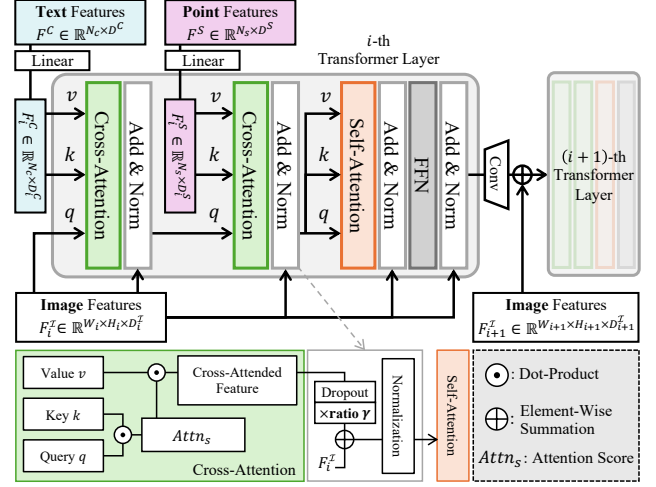 Text Features
F^C ∈ ℝ^{N_C×D^C}
Point Features
F^S ∈ ℝ^{N_S×D^S}
i-th
Transformer Layer
Linear
Linear
F_i^C ∈ ℝ^{N_C×D_i^C}
v
k
q
Cross-Attention
Add & Norm
F_i^S ∈ ℝ^{N_S×D_i^S}
v
k
q
Cross-Attention
Add & Norm
v
k
q
Self-Attention
Add & Norm
FFN
Add & Norm
Conv
(i + 1)-th
Transformer
Layer
Image Features
F_i^ℐ ∈ ℝ^{W_i×H_i×D_i^ℐ}
Image Features
F_{i+1}^ℐ ∈ ℝ^{W_{i+1}×H_{i+1}×D_{i+1}^ℐ}
Value v
Key k
Query q
Cross-Attended
Feature
Attn_s
Cross-Attention
Dropout
×ratio γ
F_i^ℐ
Normalization
Self-Attention
: Dot-Product
: Element-Wise
Summation
Attn_s: Attention Score